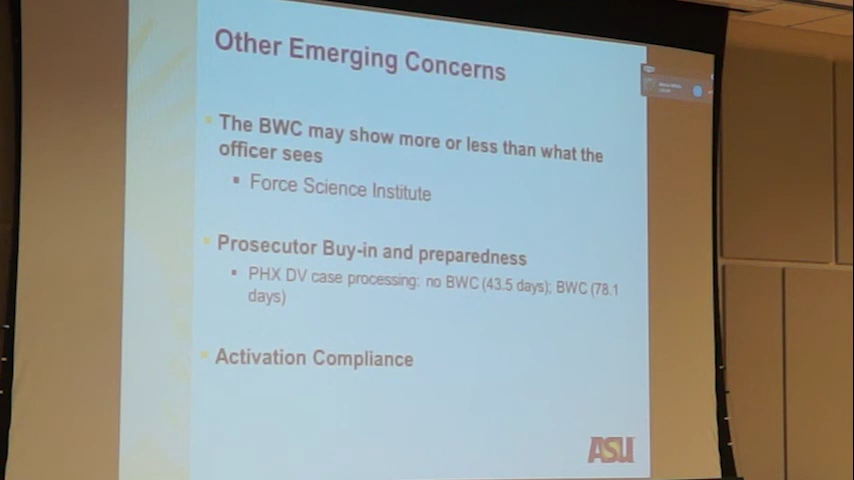 Other Emerging Concerns
The BWC may show more or less than what the
officer sees
Force Science Institute
Prosecutor Buy-in and preparedness
PHX DV case processing: no BWC (43.5 days); BWC (78.1
days)
Activation Compliance
ASU